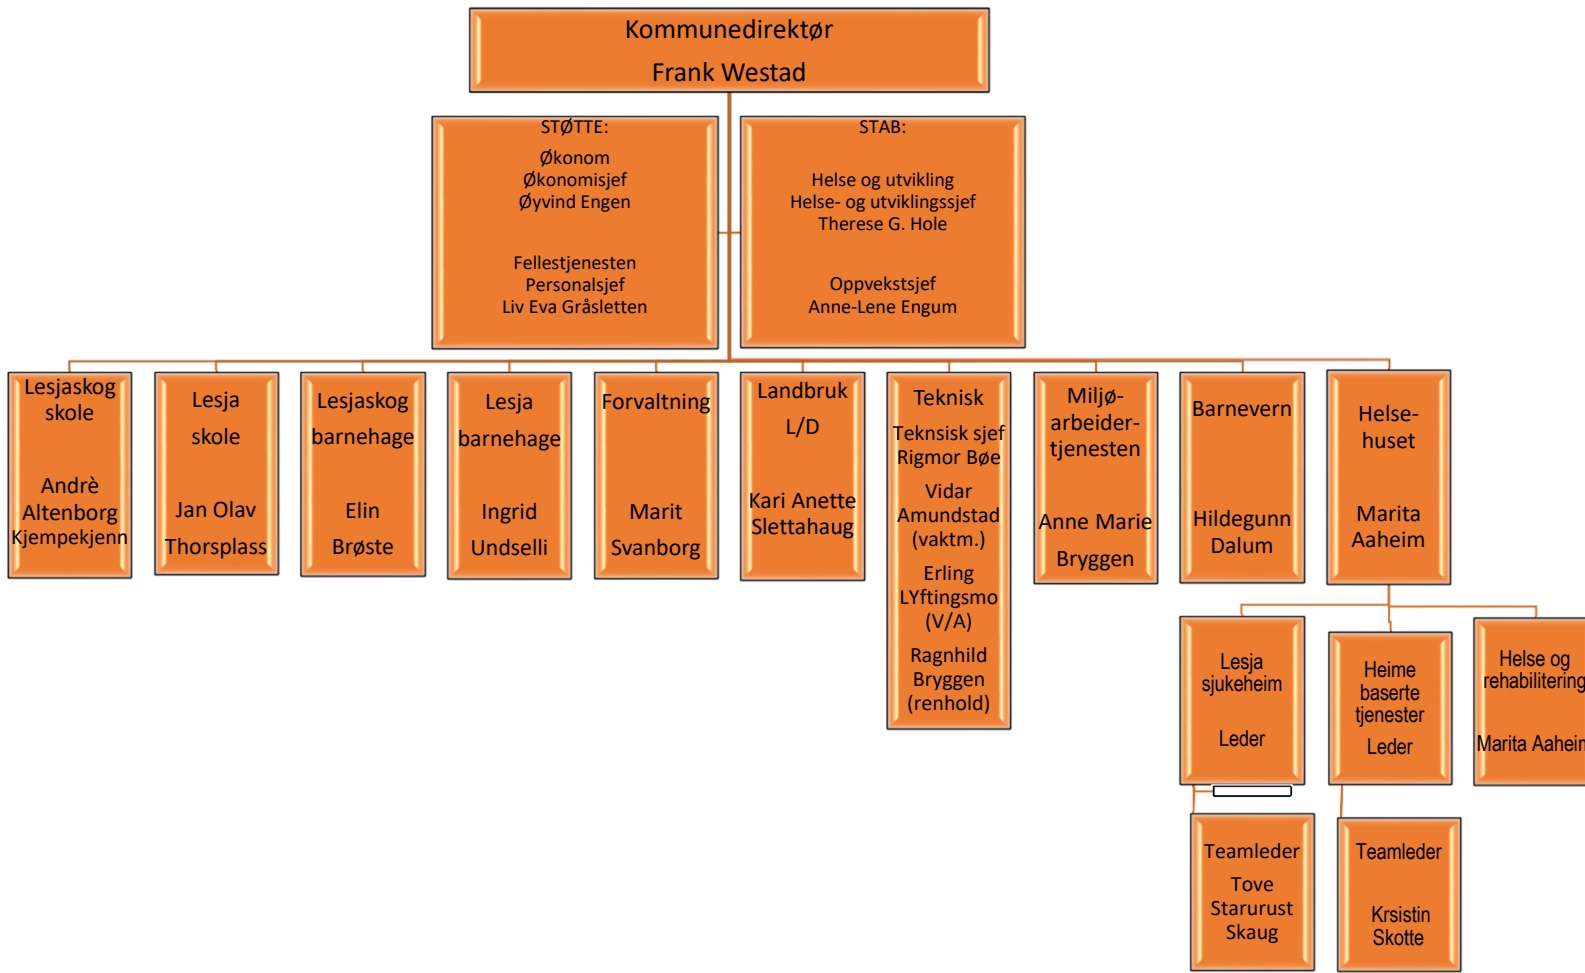 Kommunedirektør
Frank Westad
STØTTE:
Økonom
Økonomisjef
Øyvind Engen
Fellestjenesten
Personalsjef
Liv Eva Gråsletten
STAB:
Helse og utvikling
Helse- og utviklingssjef
Therese G. Hole
Oppvekstsjef
Anne-Lene Engum
Lesjaskog
skole
Andrè
Altenborg
Kjempekjenn
Lesja
skole
Jan Olav
Thorsplass
Lesjaskog
barnehage
Elin
Brøste
Lesja
barnehage
Ingrid
Undselli
Forvaltning
Marit
Svanborg
Landbruk
L/D
Kari Anette
Slettahaug
Teknisk
Teknsisk sjef
Rigmor Bøe
Vidar
Amundstad
(vaktm.)
Erling
LYftingsmo
(V/A)
Ragnhild
Bryggen
(renhold)
Miljø-
arbeider-
tjenesten
Anne Marie
Bryggen
Barnevern
Hildegunn
Dalum
Helse-
huset
Marita
Aaheim
Lesja
sjukeheim
Leder
Heime
baserte
tjenester
Leder
Helse og
rehabilitering
Marita Aaheim
Teamleder
Tove
Starurust
Skaug
Teamleder
Krsistin
Skotte